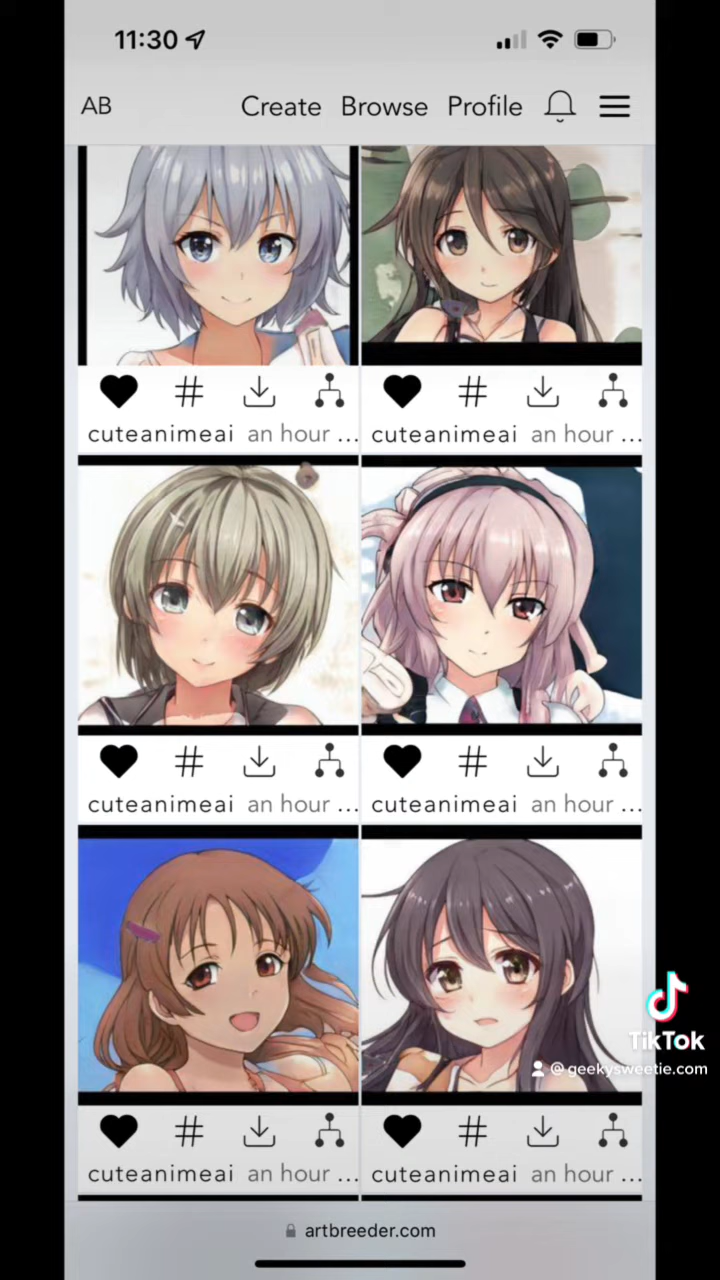 11:30
AB Create Browse Profile
# #
cuteanimeai an hour ... cuteanimeai an hour ...
# #
cuteanimeai an hour ... cuteanimeai an hour ...
TikTok
@ geekysweetie.com
# #
cuteanimeai an hour ... cuteanimeai an hour ...
artbreeder.com